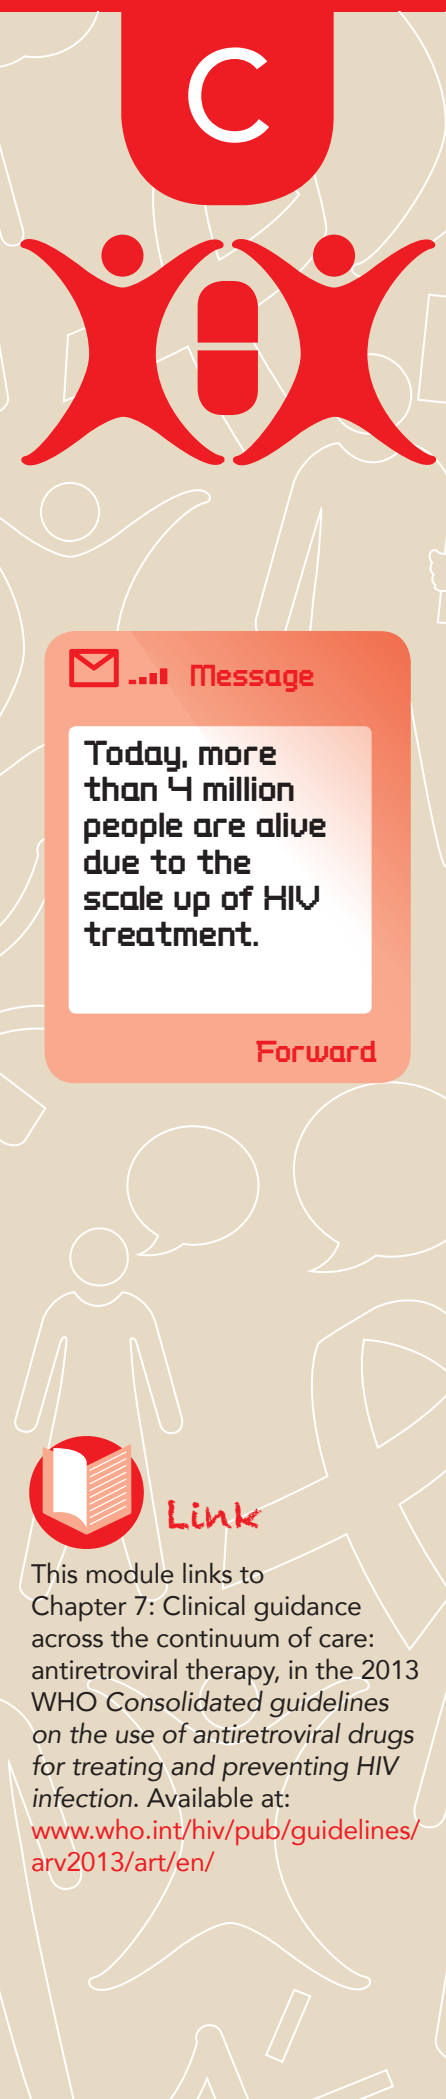 C
Message
Today, more
than 4 million
people are alive
due to the
scale up of HIV
treatment.
Forward
Link
This module links to
Chapter 7: Clinical guidance
across the continuum of care:
antiretroviral therapy, in the 2013
WHO Consolidated guidelines
on the use of antiretroviral drugs
for treating and preventing HIV
infection. Available at:
www.who.int/hiv/pub/guidelines/
arv2013/art/en/